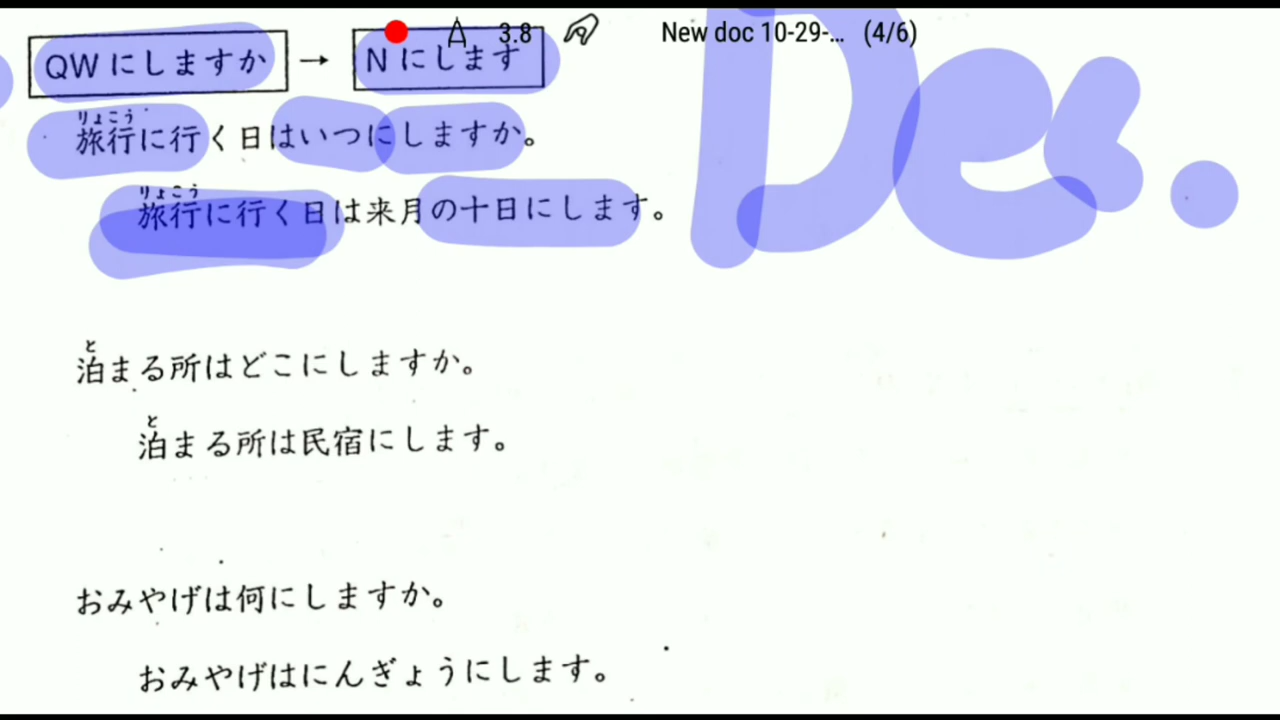 3.8 New doc 10-29-... (4/6)
QWにしますか → Nにします
りょこう
旅行に行く日はいつにしますか。
りょこう
旅行に行く日は来月の十日にします。
Des.
と
泊まる所はどこにしますか。
と
泊まる所は民宿にします。
おみやげは何にしますか。
おみやげはにんぎょうにします。